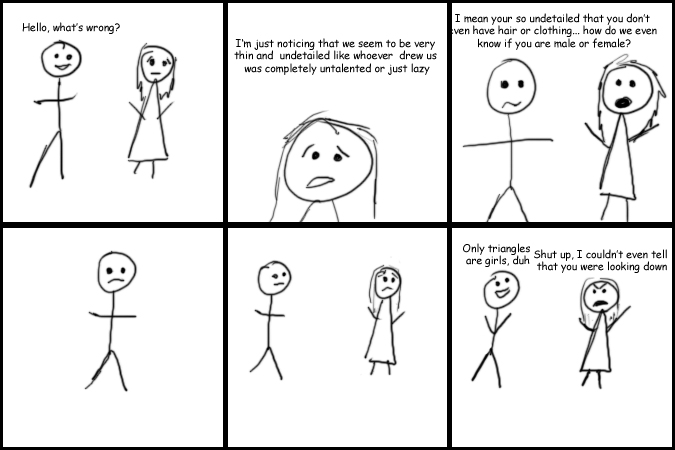 Hello, what's wrong?
I'm just noticing that we seem to be very
thin and undetailed like whoever drew us
was completely untalented or just lazy
I mean your so undetailed that you don't
even have hair or clothing... how do we even
know if you are male or female?
Only triangles
are girls, duh
Shut up, I couldn't even tell
that you were looking down